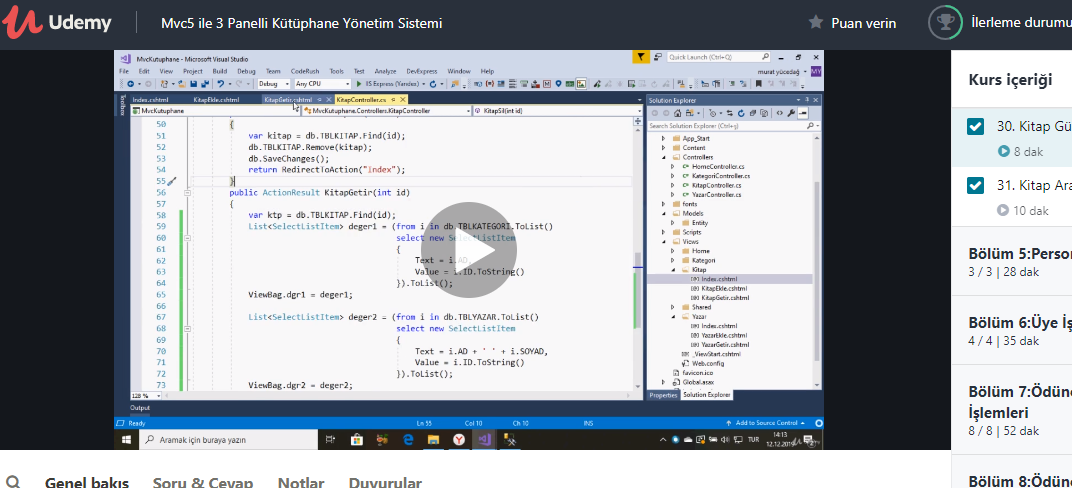 Udemy
Mvc5 ile 3 Panelli Kütüphane Yönetim Sistemi
Puan verin
İlerleme durumu
MvcKutuphane - Microsoft Visual Studio
Quick Launch (Ctrl+Q)
File Edit View Project Build Debug Team CodeRush Tools Test Analyze DevExpress Window Help
murat yücedağ MY
Debug Any CPU IIS Express (Yandex)
Toolbox
Index.cshtml KitapEkle.cshtml KitapGetir.cshtml KitapController.cs
MvcKutuphane MvcKutuphane.Controllers.KitapController KitapSil(int id)
50 {
51 var kitap = db.TBLKITAP.Find(id);
52 db.TBLKITAP.Remove(kitap);
53 db.SaveChanges();
54 return RedirectToAction("Index");
55 }
56 public ActionResult KitapGetir(int id)
57 {
58 var ktp = db.TBLKITAP.Find(id);
59 List<SelectListItem> deger1 = (from i in db.TBLKATEGORI.ToList()
60 select new SelectListItem
61 {
62 Text = i.AD,
63 Value = i.ID.ToString()
64 }).ToList();
65 ViewBag.dgr1 = deger1;
66
67 List<SelectListItem> deger2 = (from i in db.TBLYAZAR.ToList()
68 select new SelectListItem
69 {
70 Text = i.AD + ' ' + i.SOYAD,
71 Value = i.ID.ToString()
72 }).ToList();
73 ViewBag.dgr2 = deger2;
128 %
Solution Explorer
Search Solution Explorer (Ctrl+ş)
App_Start
Content
Controllers
HomeController.cs
KategoriController.cs
KitapController.cs
YazarController.cs
fonts
Models
Entity
Scripts
Views
Home
Kategori
Kitap
Index.cshtml
KitapEkle.cshtml
KitapGetir.cshtml
Shared
Yazar
Index.cshtml
YazarEkle.cshtml
YazarGetir.cshtml
_ViewStart.cshtml
Web.config
favicon.ico
Global.asax
Properties Solution Explorer
Output
Ready Ln 55 Col 10 Ch 10 INS Add to Source Control
Aramak için buraya yazın
TUR
14:13
12.12.2019
Kurs içeriği
30. Kitap Gü
8 dak
31. Kitap Ara
10 dak
Bölüm 5:Person
3 / 3 | 28 dak
Bölüm 6:Üye İş
4 / 4 | 35 dak
Bölüm 7:Ödünç
İşlemleri
8 / 8 | 52 dak
Bölüm 8:Ödünç
Genel bakış Soru & Cevap Notlar Duyurular